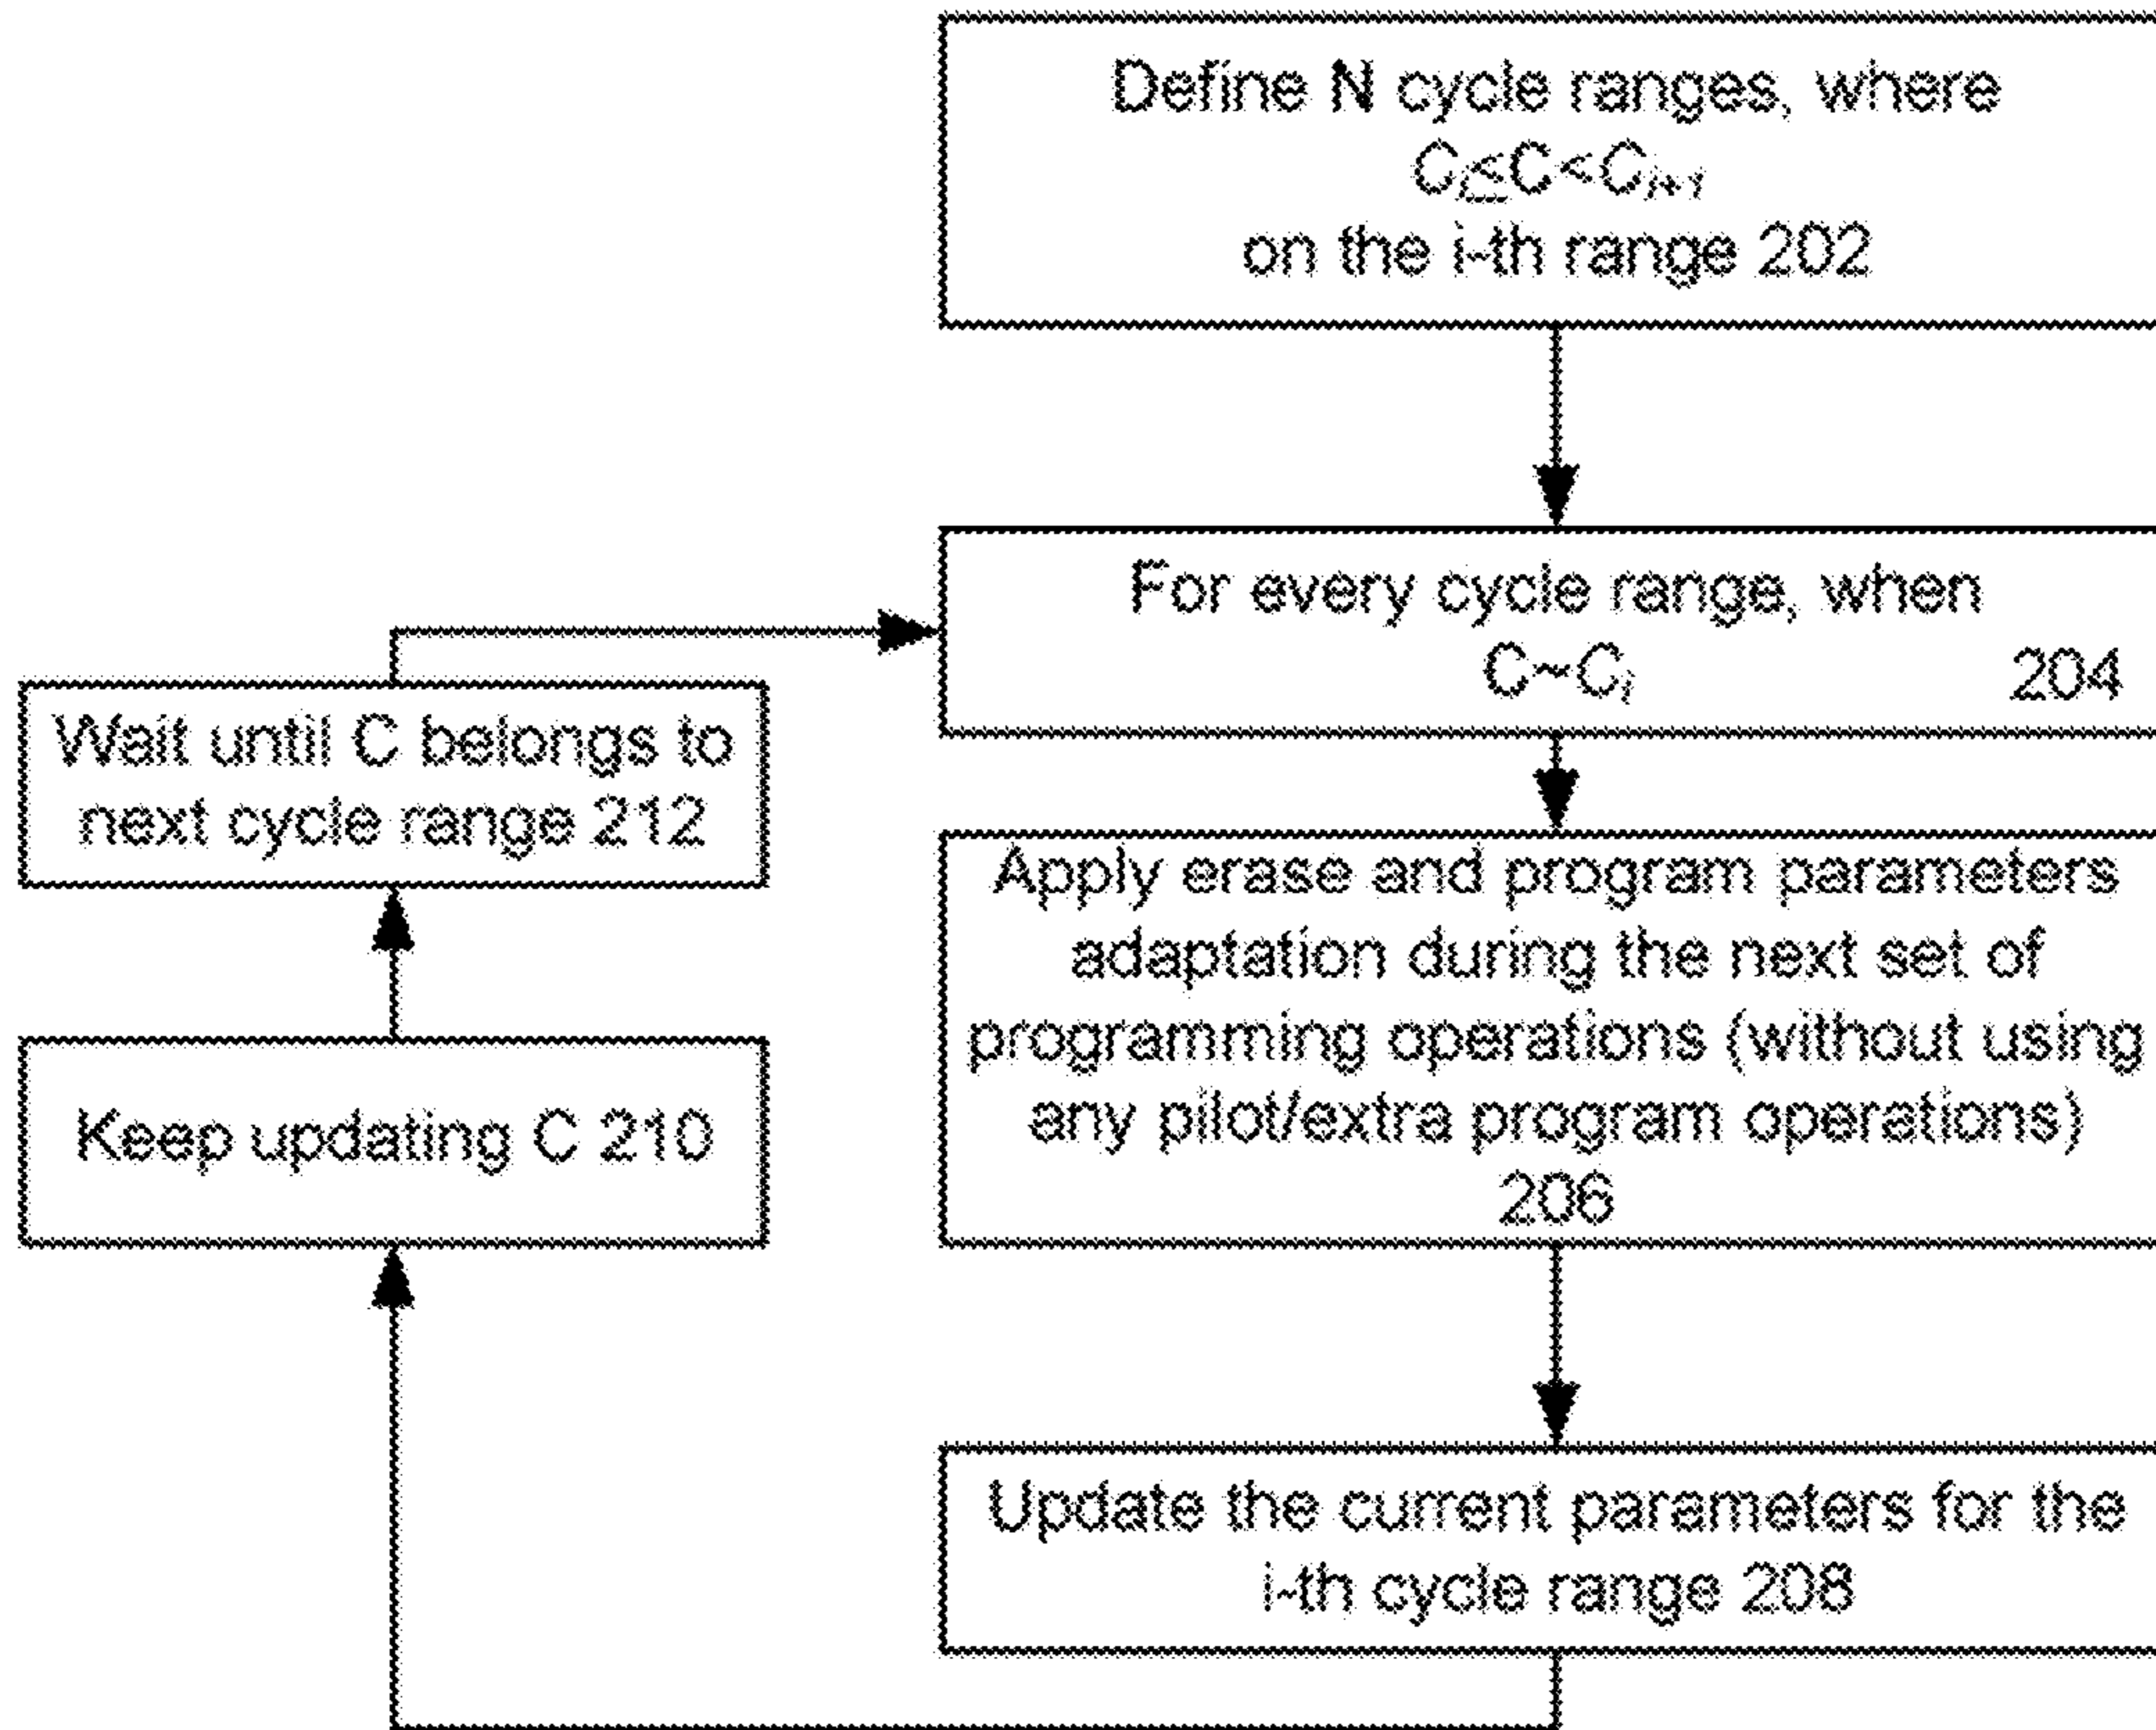 Define N cycle ranges, where
C_i≤C<C_{i+1}
on the i-th range 202
For every cycle range, when
C~C_i 204
Apply erase and program parameters
adaptation during the next set of
programming operations (without using
any pilot/extra program operations)
206
Update the current parameters for the
i-th cycle range 208
Keep updating C 210
Wait until C belongs to
next cycle range 212